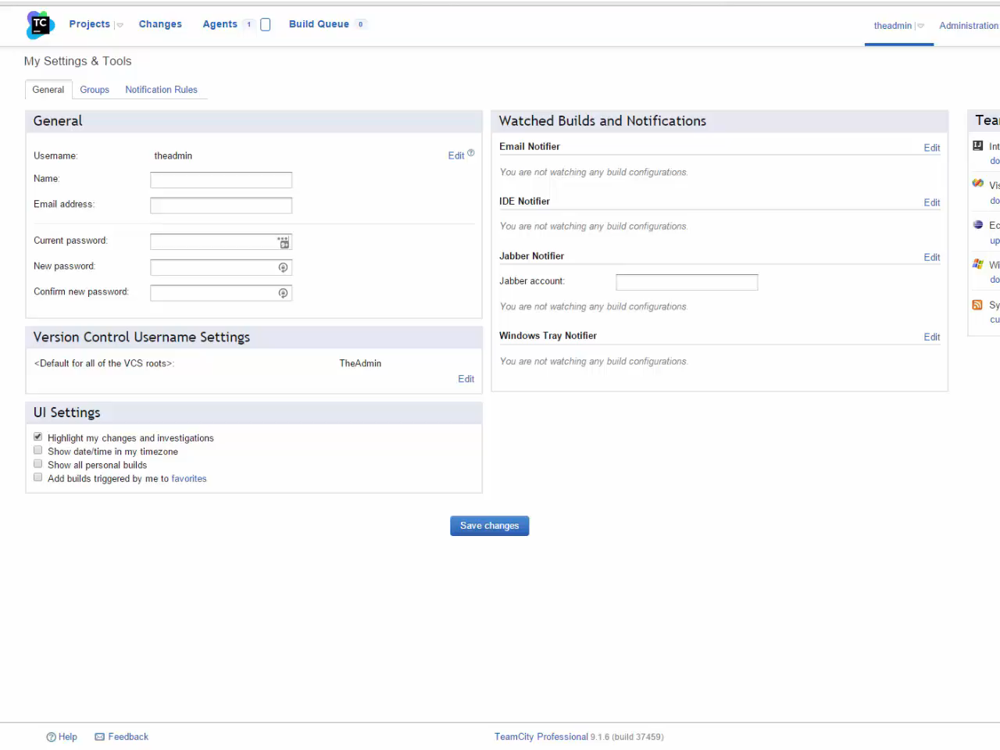 TC
Projects
Changes
Agents 1
Build Queue 0
theadmin
Administration
My Settings & Tools
General
Groups
Notification Rules
General
Username: theadmin Edit
Name:
Email address:
Current password:
New password:
Confirm new password:
Version Control Username Settings
<Default for all of the VCS roots>: TheAdmin
Edit
UI Settings
Highlight my changes and investigations
Show date/time in my timezone
Show all personal builds
Add builds triggered by me to favorites
Watched Builds and Notifications
Email Notifier Edit
You are not watching any build configurations.
IDE Notifier Edit
You are not watching any build configurations.
Jabber Notifier Edit
Jabber account:
You are not watching any build configurations.
Windows Tray Notifier Edit
You are not watching any build configurations.
Tea
Int
do
Vis
do
Ec
up
Wi
do
Sy
cu
Save changes
Help
Feedback
TeamCity Professional 9.1.6 (build 37459)